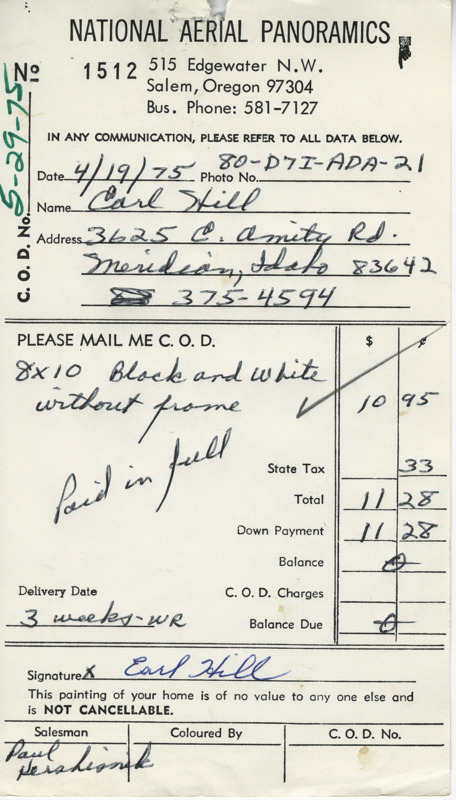 NATIONAL AERIAL PANORAMICS
Nº 1512
515 Edgewater N.W.
Salem, Oregon 97304
Bus. Phone: 581-7127
C. O. D. No. 5-29-75
IN ANY COMMUNICATION, PLEASE REFER TO ALL DATA BELOW.
Date 4/19/75 Photo No. 80-D7I-ADA-21
Name Carl Hill
Address 3625 E. Amity Rd.
Meridian, Idaho 83642
375-4594
PLEASE MAIL ME C. O. D. $ ¢
8x10 Black and White
without frame ✓ 10 95
Paid in full
State Tax 33
Total 11 28
Down Payment 11 28
Balance 0
Delivery Date C. O. D. Charges
3 weeks-WR Balance Due 0
Signature X Earl Hill
This painting of your home is of no value to any one else and
is NOT CANCELLABLE.
Salesman Coloured By C. O. D. No.
Paul